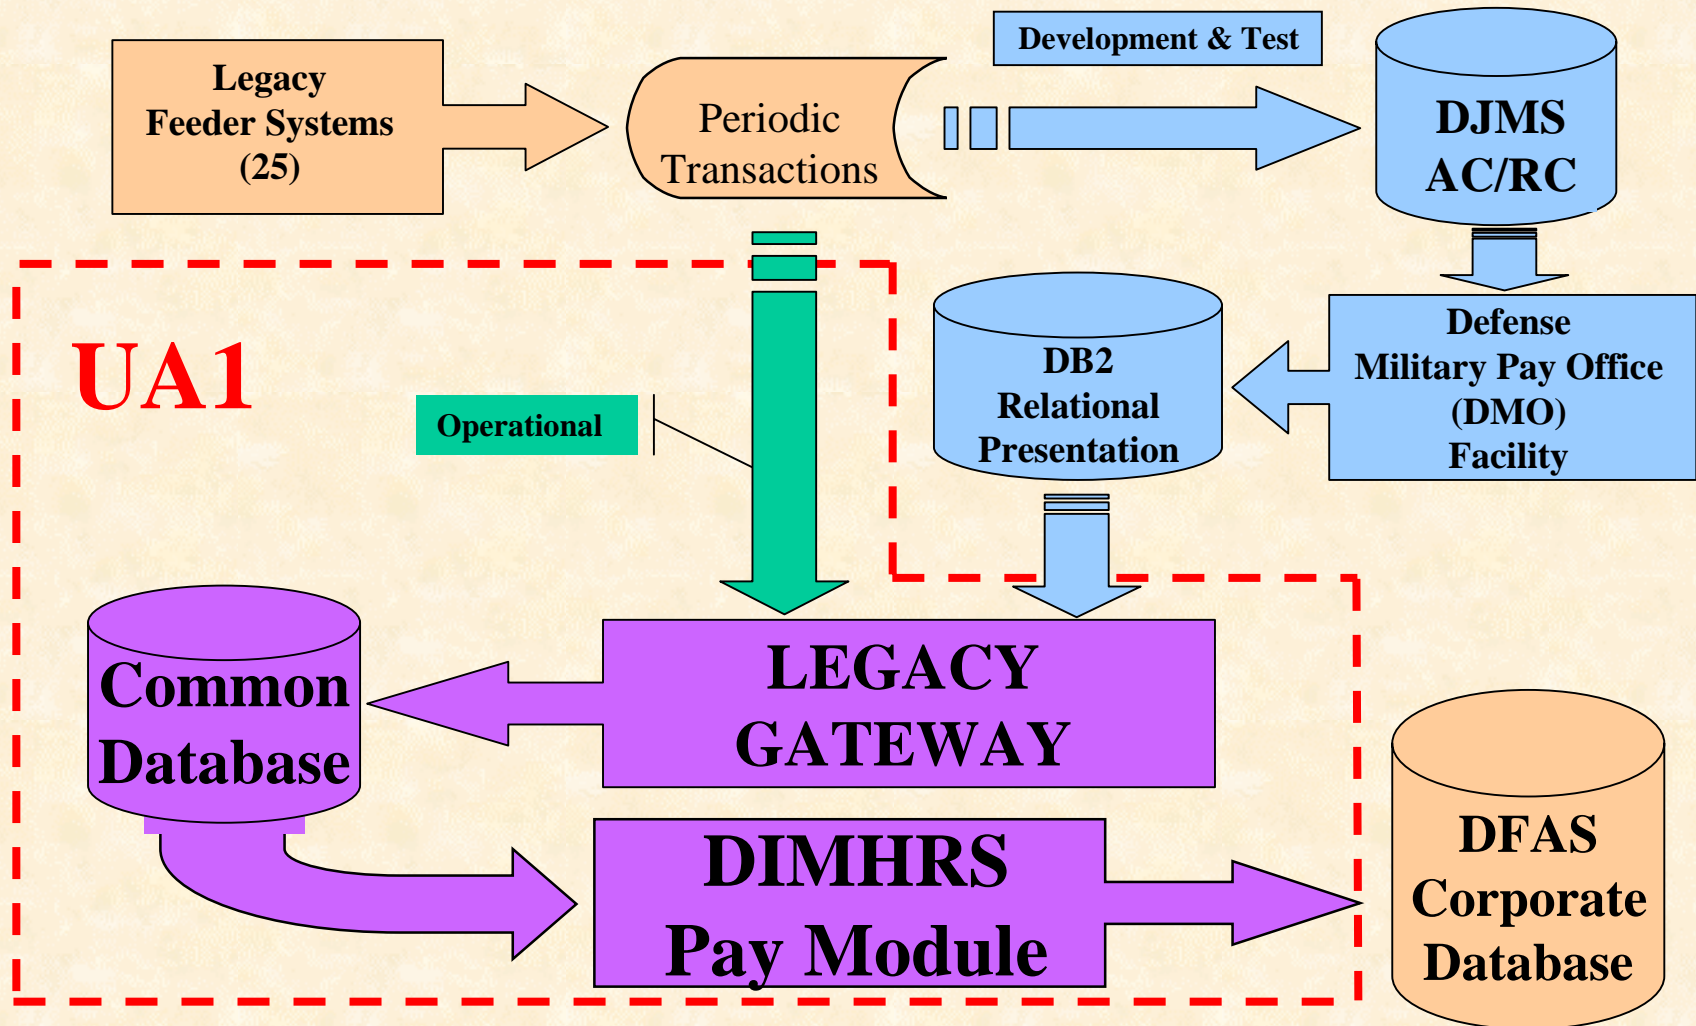 Development & Test
Legacy
Feeder Systems
(25)
Periodic
Transactions
DJMS
AC/RC
UA1
Operational
DB2
Relational
Presentation
Defense
Military Pay Office
(DMO)
Facility
Common
Database
LEGACY
GATEWAY
DIMHRS
Pay Module
DFAS
Corporate
Database